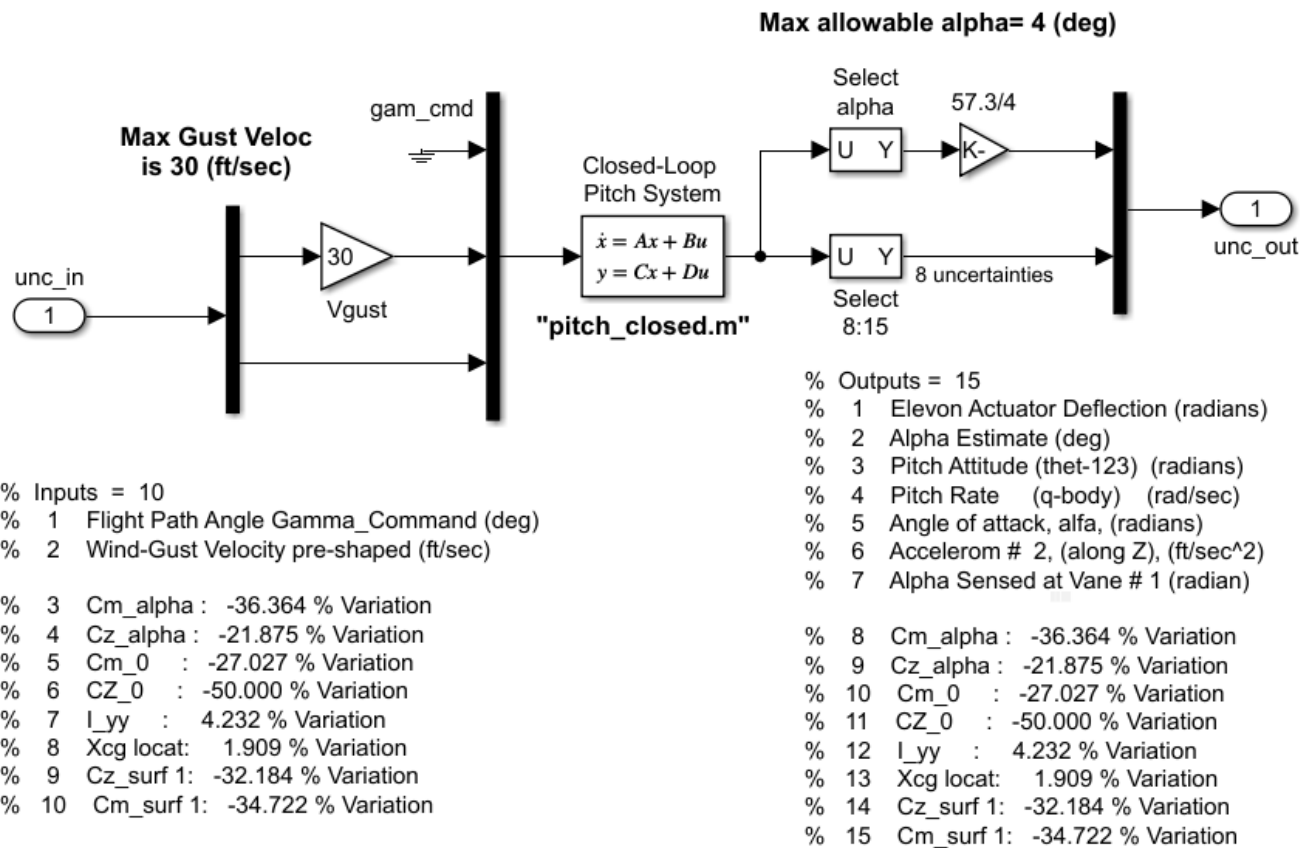 Max allowable alpha= 4 (deg)
Select
alpha
57.3/4
gam_cmd
Max Gust Veloc
is 30 (ft/sec)
Closed-Loop
Pitch System
U Y
K-
1
unc_out
ẋ = Ax + Bu
y = Cx + Du
30
U Y
8 uncertainties
unc_in
1
Vgust
"pitch_closed.m"
Select
8:15
% Inputs = 10
% 1 Flight Path Angle Gamma_Command (deg)
% 2 Wind-Gust Velocity pre-shaped (ft/sec)
% 3 Cm_alpha : -36.364 % Variation
% 4 Cz_alpha : -21.875 % Variation
% 5 Cm_0 : -27.027 % Variation
% 6 CZ_0 : -50.000 % Variation
% 7 I_yy : 4.232 % Variation
% 8 Xcg locat: 1.909 % Variation
% 9 Cz_surf 1: -32.184 % Variation
% 10 Cm_surf 1: -34.722 % Variation
% Outputs = 15
% 1 Elevon Actuator Deflection (radians)
% 2 Alpha Estimate (deg)
% 3 Pitch Attitude (thet-123) (radians)
% 4 Pitch Rate (q-body) (rad/sec)
% 5 Angle of attack, alfa, (radians)
% 6 Accelerom # 2, (along Z), (ft/sec^2)
% 7 Alpha Sensed at Vane # 1 (radian)
% 8 Cm_alpha : -36.364 % Variation
% 9 Cz_alpha : -21.875 % Variation
% 10 Cm_0 : -27.027 % Variation
% 11 CZ_0 : -50.000 % Variation
% 12 I_yy : 4.232 % Variation
% 13 Xcg locat: 1.909 % Variation
% 14 Cz_surf 1: -32.184 % Variation
% 15 Cm_surf 1: -34.722 % Variation